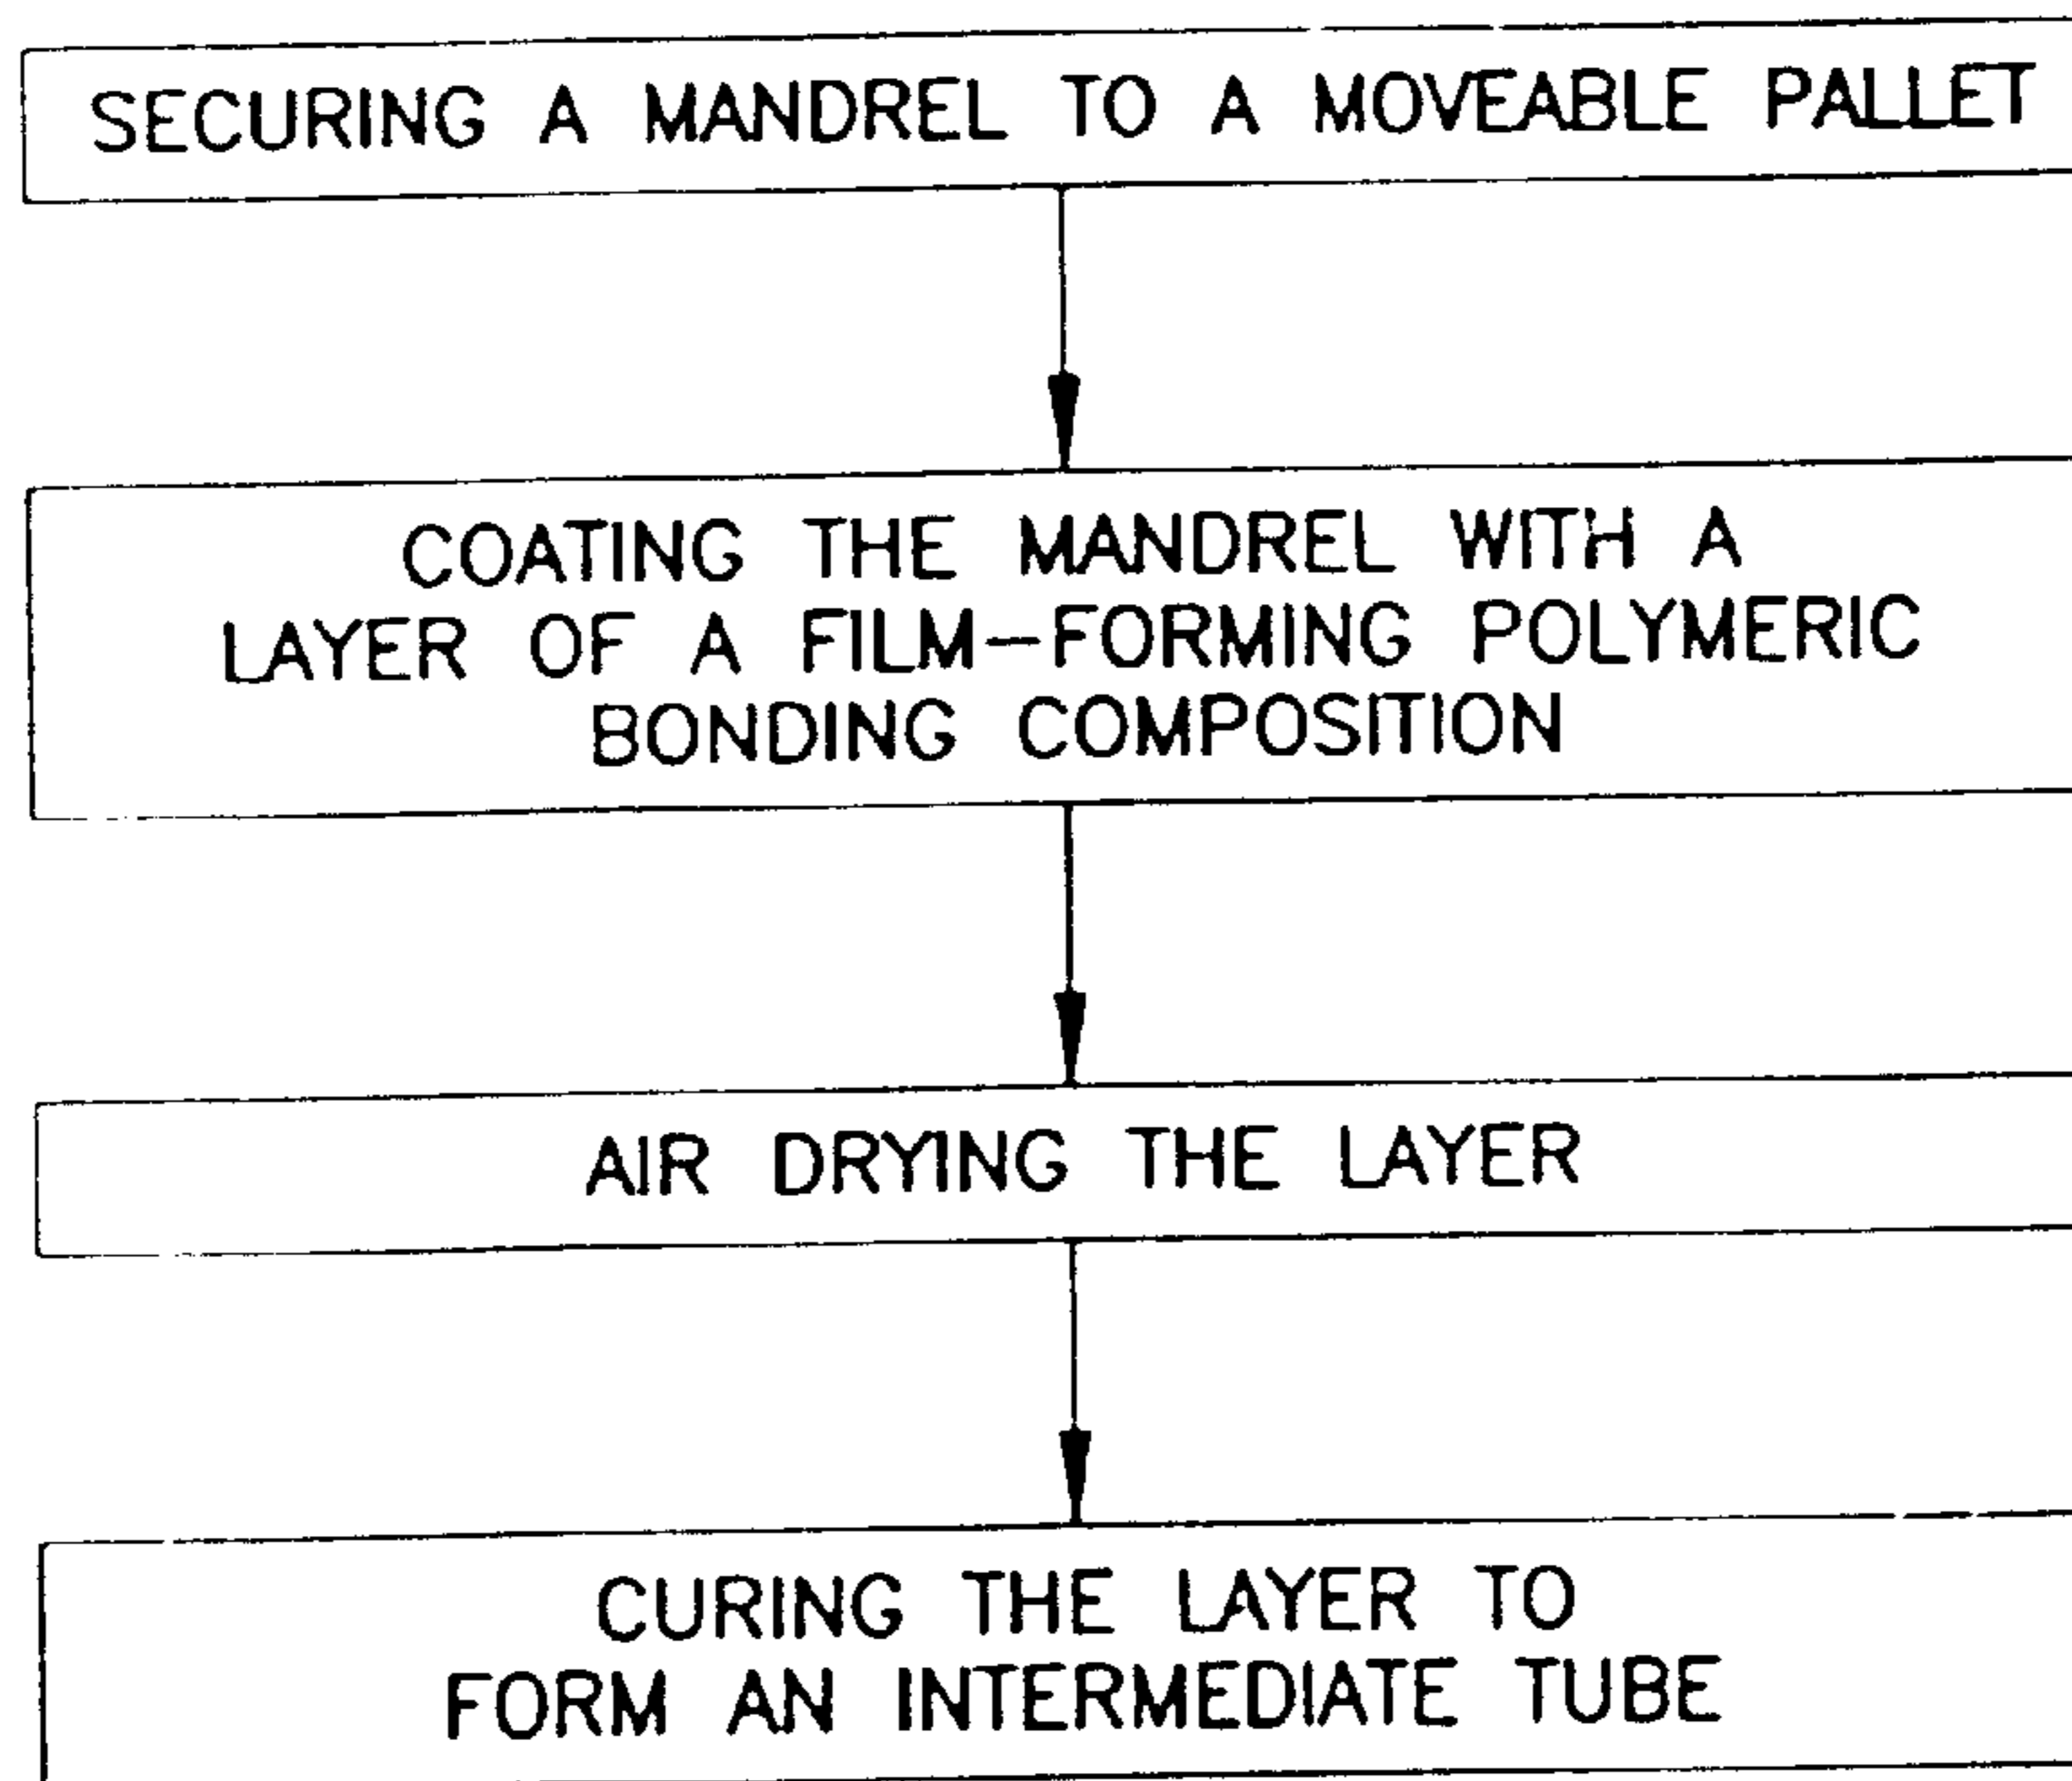 SECURING A MANDREL TO A MOVEABLE PALLET
COATING THE MANDREL WITH A
LAYER OF A FILM-FORMING POLYMERIC
BONDING COMPOSITION
AIR DRYING THE LAYER
CURING THE LAYER TO
FORM AN INTERMEDIATE TUBE